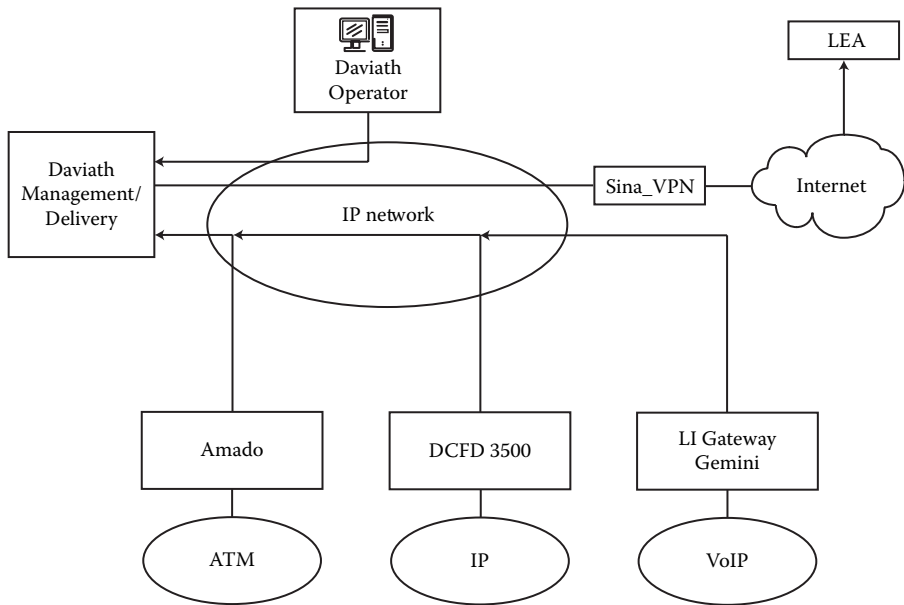 Daviath
Operator
LEA
Daviath
Management/
Delivery
Sina_VPN
Internet
IP network
Amado
DCFD 3500
LI Gateway
Gemini
ATM
IP
VoIP